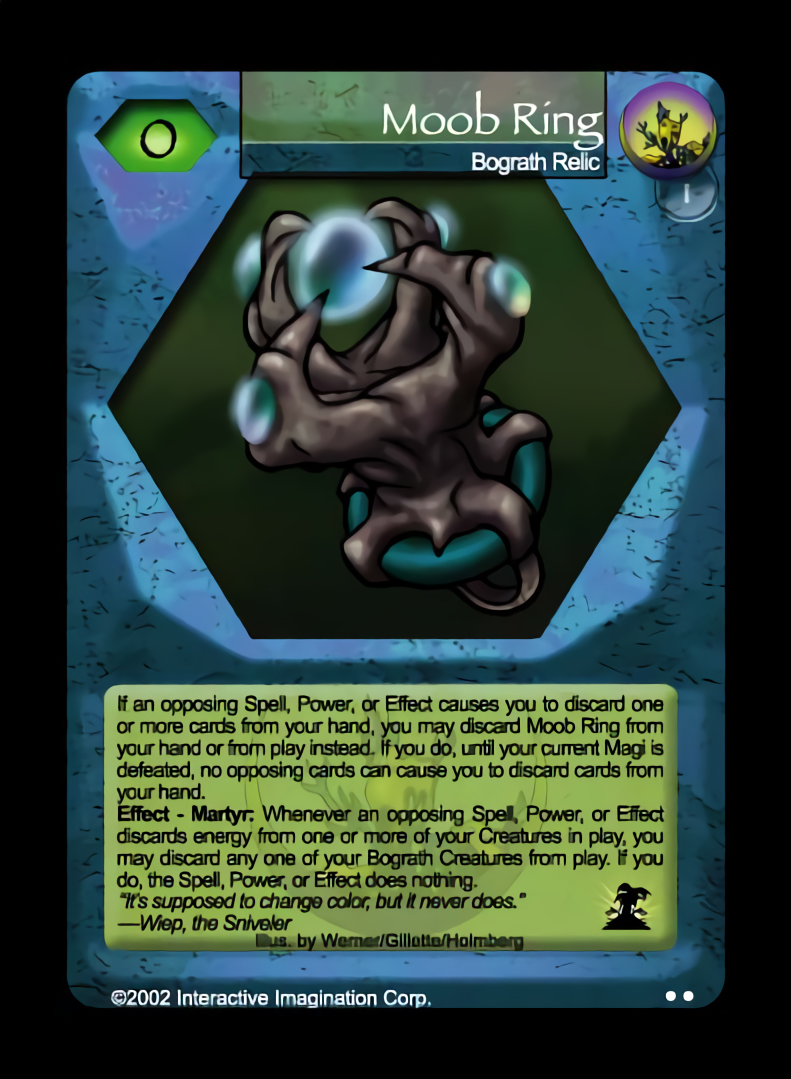 0
Moob Ring
Bograth Relic
1
If an opposing Spell, Power, or Effect causes you to discard one
or more cards from your hand, you may discard Moob Ring from
your hand or from play instead. If you do, until your current Magi is
defeated, no opposing cards can cause you to discard cards from
your hand.
Effect - Martyr: Whenever an opposing Spell, Power, or Effect
discards energy from one or more of your Creatures in play, you
may discard any one of your Bograth Creatures from play. If you
do, the Spell, Power, or Effect does nothing.
"It's supposed to change color, but it never does."
—Wiep, the Sniveler
Illus. by Werner/Gillette/Holmberg
©2002 Interactive Imagination Corp.